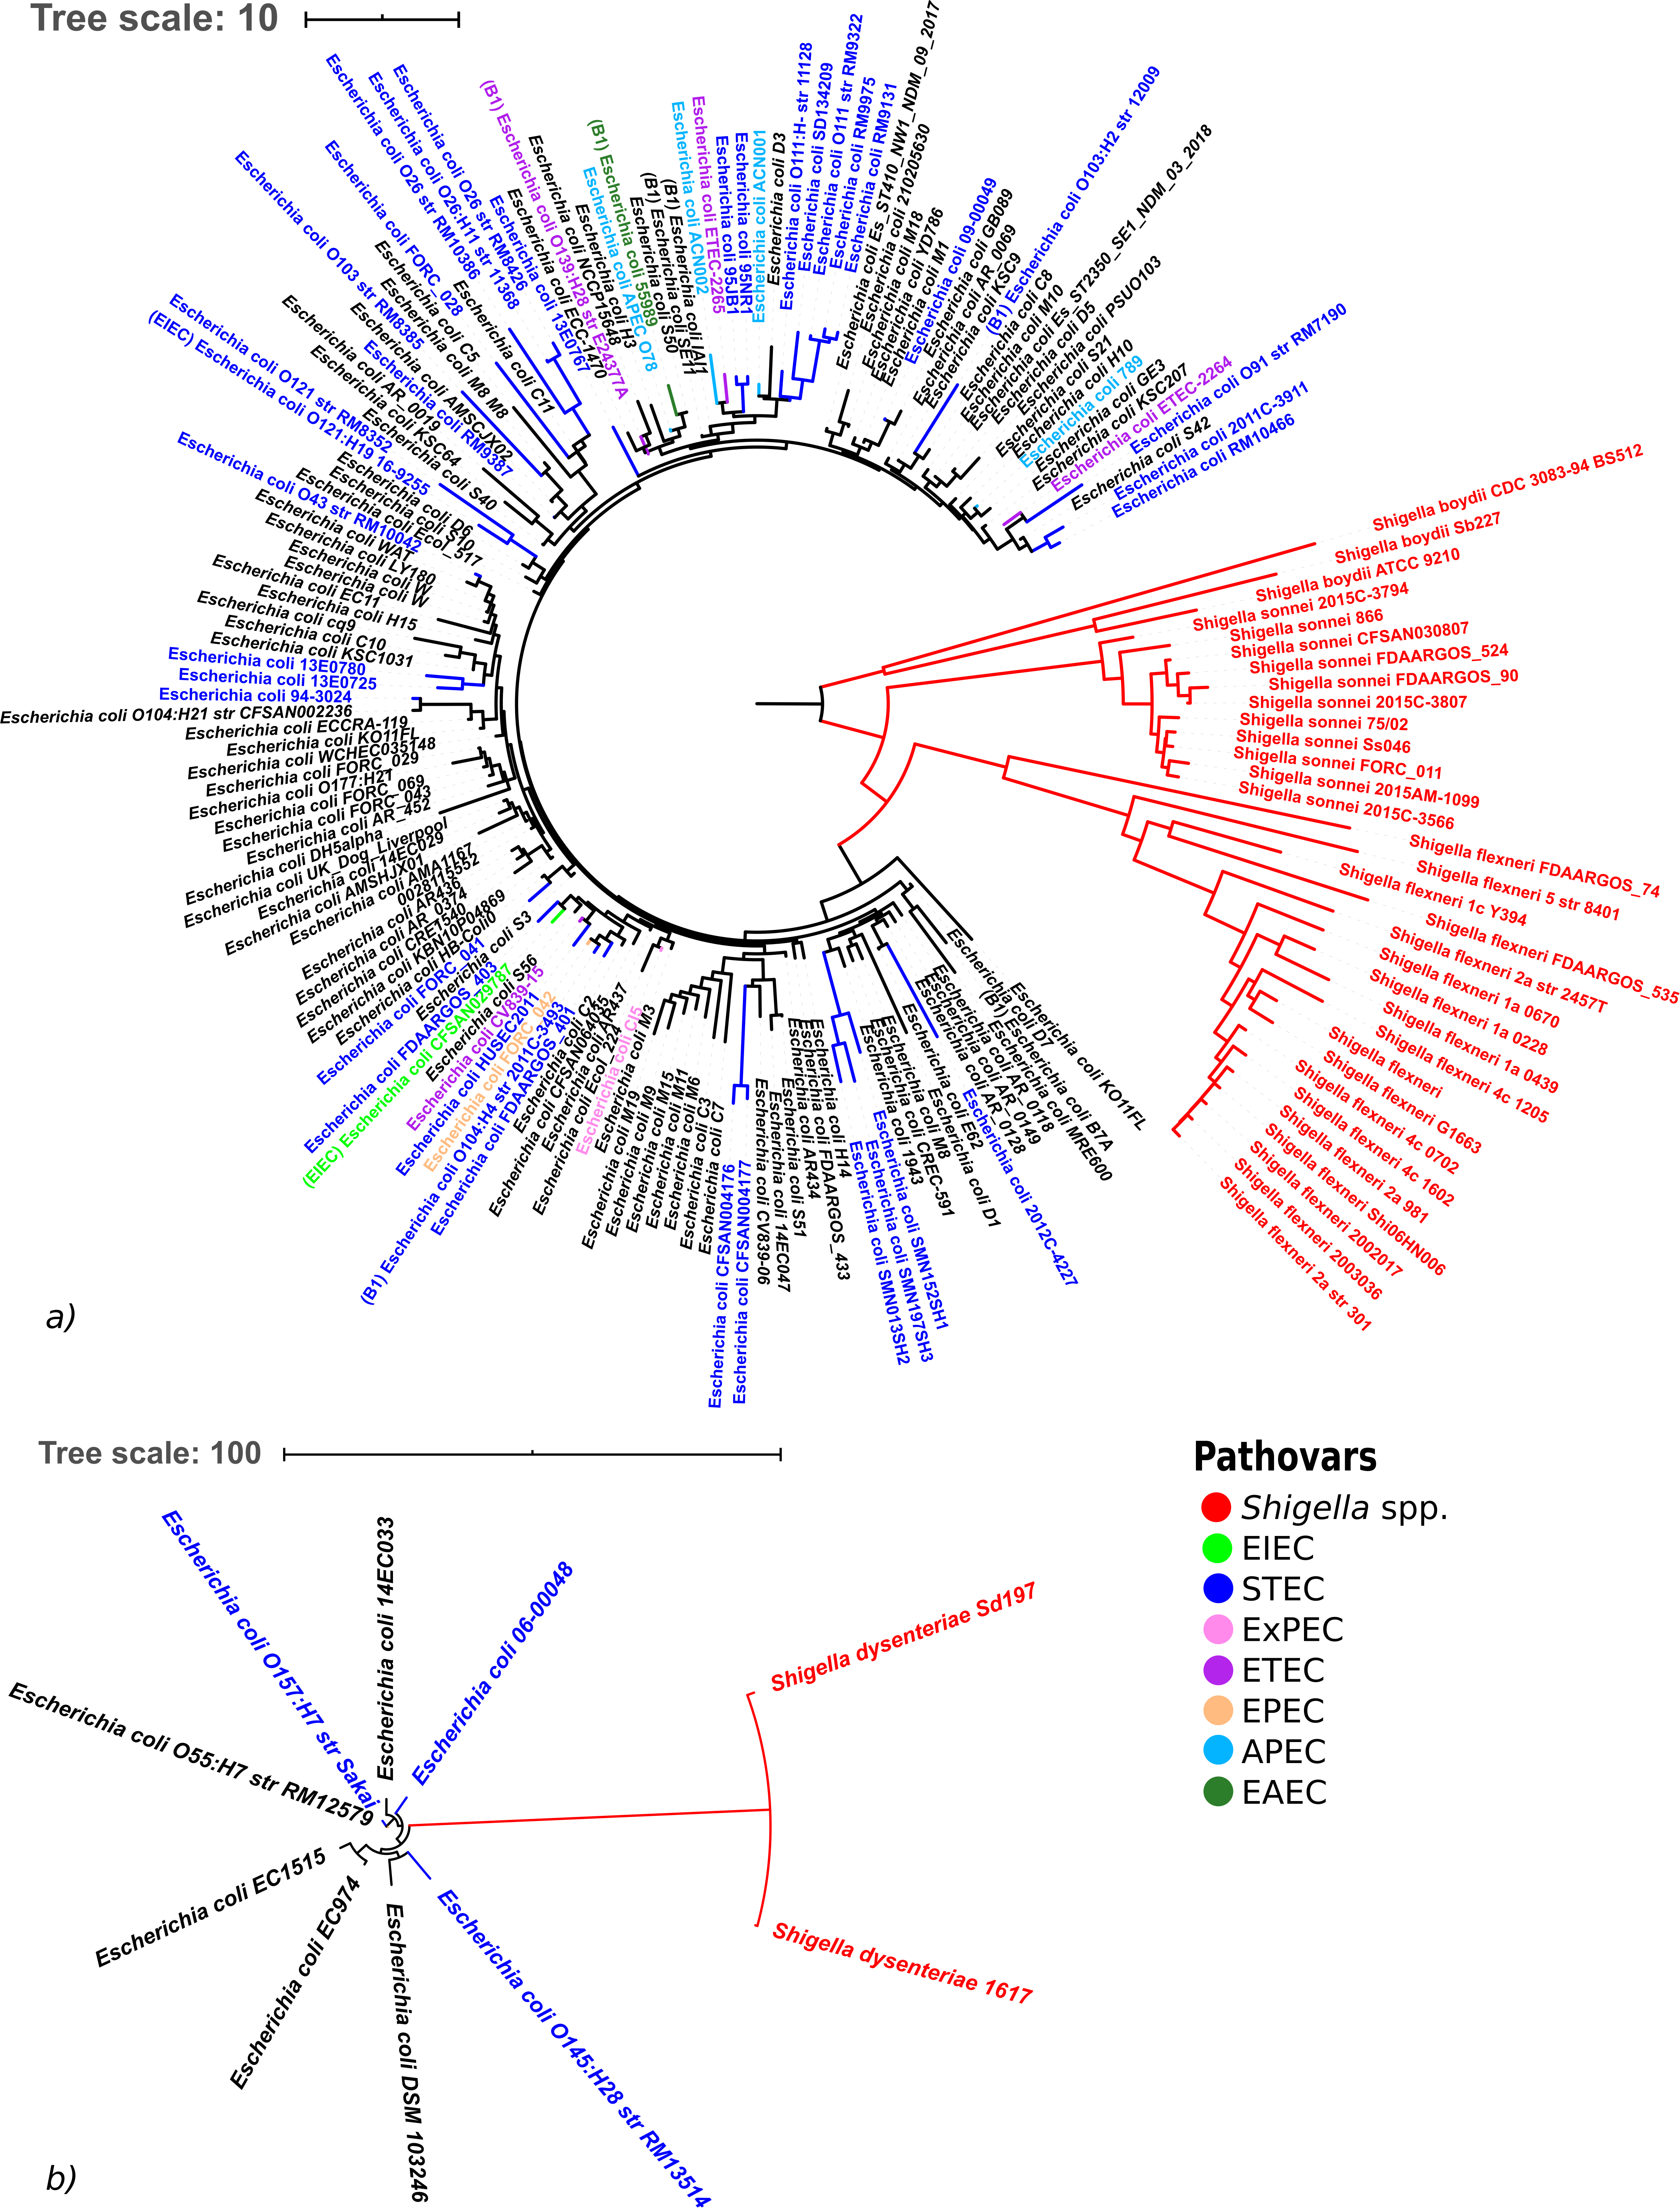 Tree scale: 10
Escherichia coli O26 str RM10386
Escherichia coli O26:H11 str 11368
Escherichia coli O26 str RM8426
Escherichia coli 13E0767
(B1) Escherichia coli O139:H28 str E24377A
Escherichia coli ECC-1470
Escherichia coli NCCP15648
Escherichia coli H3
Escherichia coli APEC O78
(B1) Escherichia coli 55989
Escherichia coli S50
(B1) Escherichia coli SE11
(B1) Escherichia coli IAI1
Escherichia coli ACN002
Escherichia coli ETEC-2265
Escherichia coli 95JB1
Escherichia coli 95NR1
Escherichia coli ACN001
Escherichia coli D3
Escherichia coli O111:H- str 11128
Escherichia coli SD134209
Escherichia coli O111 str RM9322
Escherichia coli RM9975
Escherichia coli RM9131
Escherichia coli Es_ST410_NW1_NDM_09_2017
Escherichia coli 210205630
Escherichia coli M18
Escherichia coli YD786
Escherichia coli M1
Escherichia coli 09-00049
Escherichia coli GB089
Escherichia coli AR_0069
Escherichia coli KSC9
(B1) Escherichia coli O103:H2 str 12009
Escherichia coli C8
Escherichia coli M10
Escherichia coli Es_ST2350_SE1_NDM_03_2018
Escherichia coli D5
Escherichia coli PSUO103
Escherichia coli S21
Escherichia coli H10
Escherichia coli 789
Escherichia coli GE3
Escherichia coli KSC207
Escherichia coli ETEC-2264
Escherichia coli O91 str RM7190
Escherichia coli S42
Escherichia coli 2011C-3911
Escherichia coli RM10466
Shigella boydii CDC 3083-94 BS512
Shigella boydii Sb227
Shigella boydii ATCC 9210
Shigella sonnei 2015C-3794
Shigella sonnei 866
Shigella sonnei CFSAN030807
Shigella sonnei FDAARGOS_524
Shigella sonnei FDAARGOS_90
Shigella sonnei 2015C-3807
Shigella sonnei 75/02
Shigella sonnei Ss046
Shigella sonnei FORC_011
Shigella sonnei 2015AM-1099
Shigella sonnei 2015C-3566
Shigella flexneri FDAARGOS_74
Shigella flexneri 5 str 8401
Shigella flexneri 1c Y394
Shigella flexneri FDAARGOS_535
Shigella flexneri 2a str 2457T
Shigella flexneri 1a 0670
Shigella flexneri 1a 0228
Shigella flexneri 1a 0439
Shigella flexneri 4c 1205
Shigella flexneri
Shigella flexneri G1663
Shigella flexneri 4c 0702
Shigella flexneri 4c 1602
Shigella flexneri 2a 981
Shigella flexneri Shi06HN006
Shigella flexneri 2002017
Shigella flexneri 2003036
Shigella flexneri 2a str 301
Escherichia coli KO11FL
Escherichia coli B7A
Escherichia coli D7
(B1) Escherichia coli MRE600
Escherichia coli AR_0118
Escherichia coli AR_0149
Escherichia coli AR_0128
Escherichia coli 2012C-4227
Escherichia coli D1
Escherichia coli E62
Escherichia coli M8
Escherichia coli CREC-591
Escherichia coli 1943
Escherichia coli SMN152SH1
Escherichia coli SMN197SH3
Escherichia coli SMN013SH2
Escherichia coli H14
Escherichia coli FDAARGOS_433
Escherichia coli AR434
Escherichia coli S51
Escherichia coli 14EC047
Escherichia coli CV839-06
Escherichia coli CFSAN004177
Escherichia coli CFSAN004176
Escherichia coli C7
Escherichia coli C3
Escherichia coli M6
Escherichia coli M11
Escherichia coli M15
Escherichia coli M9
Escherichia coli M19
Escherichia coli M3
Escherichia coli CI5
Escherichia coli AR437
Escherichia coli Ecol_224
Escherichia coli CFSAN064035
Escherichia coli C2
Escherichia coli FDAARGOS_401
(B1) Escherichia coli O104:H4 str 2011C-3493
Escherichia coli FORC_042
Escherichia coli HUSEC2011
Escherichia coli CV839-15
Escherichia coli S56
(EIEC) Escherichia coli CFSAN029787
Escherichia coli FDAARGOS_403
Escherichia coli FORC_041
Escherichia coli S3
Escherichia coli HB-Coli0
Escherichia coli KBN10P04869
Escherichia coli CRE1540
Escherichia coli AR_0374
Escherichia coli AR436
Escherichia coli 0028115552
Escherichia coli AMA1167
Escherichia coli AMSHJX01
Escherichia coli 14EC029
Escherichia coli UK_Dog_Liverpool
Escherichia coli DH5alpha
Escherichia coli AR_452
Escherichia coli FORC_043
Escherichia coli FORC_069
Escherichia coli O177:H21
Escherichia coli FORC_029
Escherichia coli WCHEC035148
Escherichia coli KO11FL
Escherichia coli ECCRA-119
Escherichia coli O104:H21 str CFSAN002236
Escherichia coli 94-3024
Escherichia coli 13E0725
Escherichia coli 13E0780
Escherichia coli KSC1031
Escherichia coli C10
Escherichia coli cq9
Escherichia coli H15
Escherichia coli EC11
Escherichia coli W
Escherichia coli W
Escherichia coli LY180
Escherichia coli WAT
Escherichia coli O43 str RM10042
Escherichia coli Ecol_517
Escherichia coli S10
Escherichia coli D6
(EIEC) Escherichia coli O121:H19 16-9255
Escherichia coli O121 str RM8352
Escherichia coli S40
Escherichia coli KSC64
Escherichia coli AR_0019
Escherichia coli RM9387
Escherichia coli AMSCJX02
Escherichia coli O103 str RM8385
Escherichia coli M8 M8
Escherichia coli C5
Escherichia coli FORC_028
Escherichia coli C11
a)
Tree scale: 100
Escherichia coli O157:H7 str Sakai
Escherichia coli 14EC033
Escherichia coli 06-00048
Shigella dysenteriae Sd197
Escherichia coli O55:H7 str RM12579
Escherichia coli EC1515
Escherichia coli EC974
Escherichia coli DSM 103246
Escherichia coli O145:H28 str RM13514
Shigella dysenteriae 1617
b)
Pathovars
Shigella spp.
EIEC
STEC
ExPEC
ETEC
EPEC
APEC
EAEC